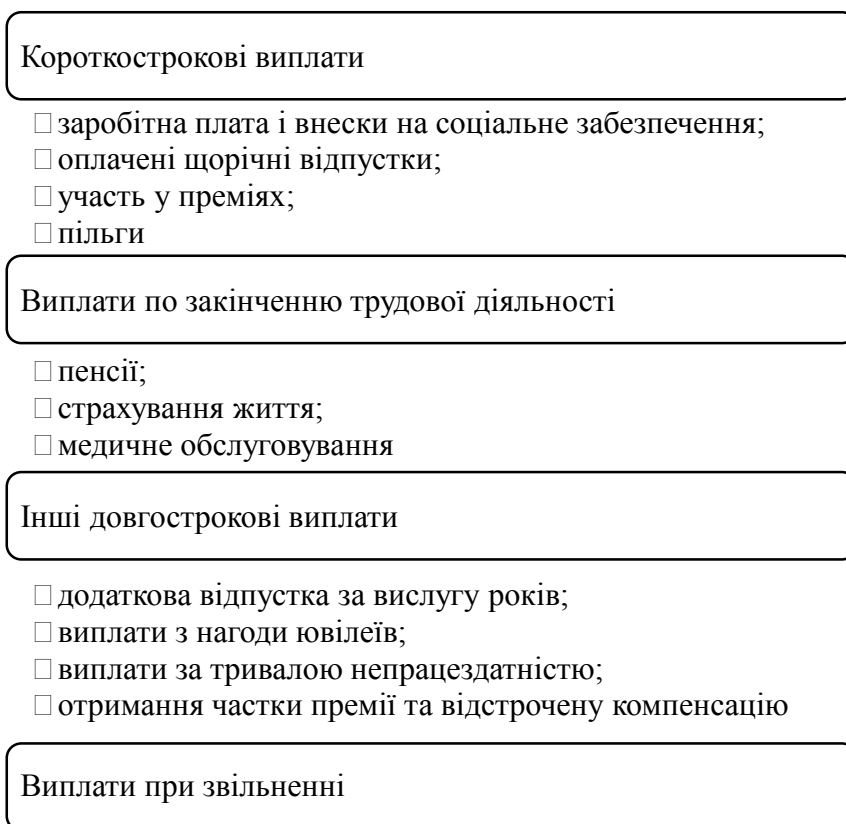 Короткострокові виплати
заробітна плата і внески на соціальне забезпечення;
оплачені щорічні відпустки;
участь у преміях;
пільги
Виплати по закінченню трудової діяльності
пенсії;
страхування життя;
медичне обслуговування
Інші довгострокові виплати
додаткова відпустка за вислугу років;
виплати з нагоди ювілеїв;
виплати за тривалою непрацездатністю;
отримання частки премії та відстрочену компенсацію
Виплати при звільненні